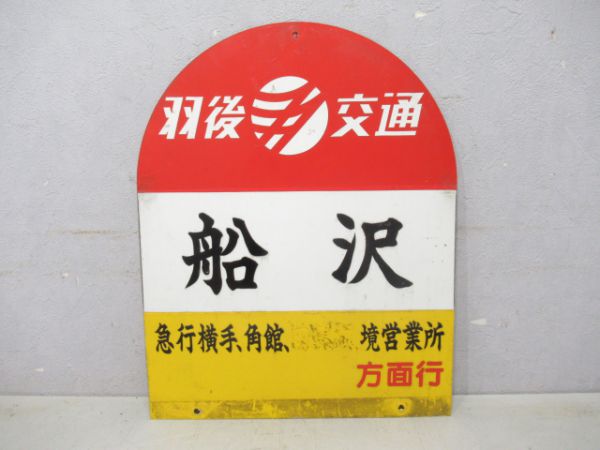 羽後交通
船沢
急行横手、角館、 境営業所
方面行